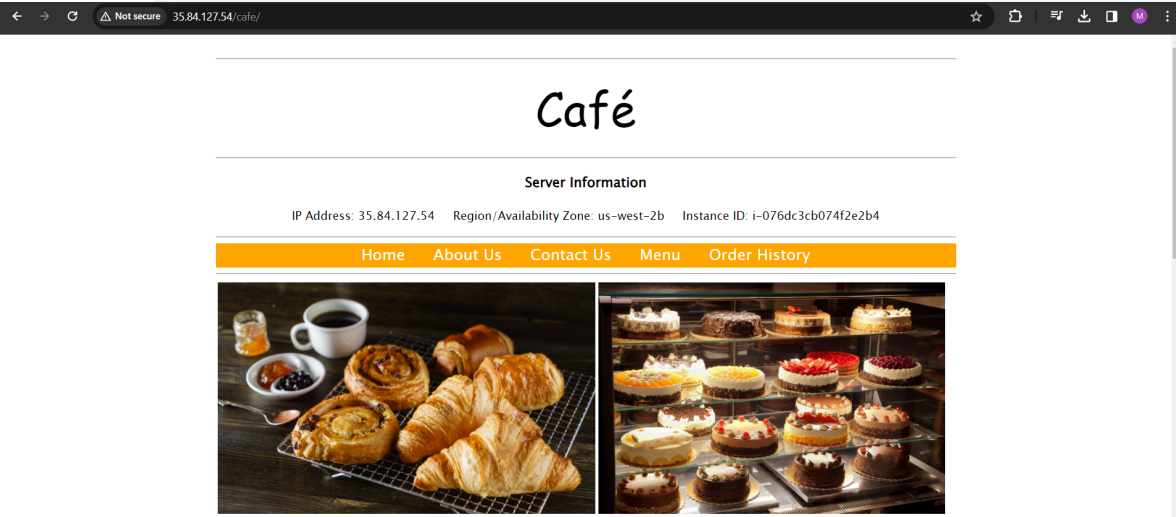 Not secure 35.84.127.54/cafe/
M
Café
Server Information
IP Address: 35.84.127.54 Region/Availability Zone: us-west-2b Instance ID: i-076dc3cb074f2e2b4
Home About Us Contact Us Menu Order History